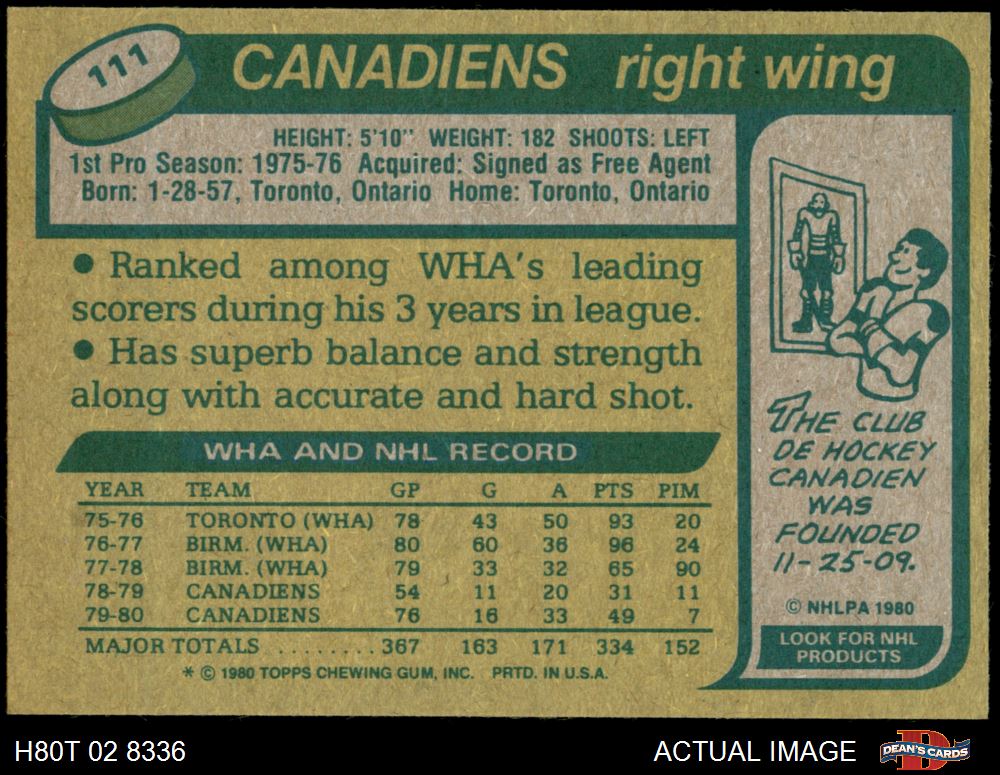 111
CANADIENS right wing
HEIGHT: 5'10" WEIGHT: 182 SHOOTS: LEFT
1st Pro Season: 1975-76 Acquired: Signed as Free Agent
Born: 1-28-57, Toronto, Ontario Home: Toronto, Ontario
● Ranked among WHA's leading
scorers during his 3 years in league.
● Has superb balance and strength
along with accurate and hard shot.
WHA AND NHL RECORD
YEAR TEAM GP G A PTS PIM
75-76 TORONTO (WHA) 78 43 50 93 20
76-77 BIRM. (WHA) 80 60 36 96 24
77-78 BIRM. (WHA) 79 33 32 65 90
78-79 CANADIENS 54 11 20 31 11
79-80 CANADIENS 76 16 33 49 7
MAJOR TOTALS ........ 367 163 171 334 152
* © 1980 TOPPS CHEWING GUM, INC. PRTD. IN U.S.A.
THE CLUB
DE HOCKEY
CANADIEN
WAS
FOUNDED
11-25-09.
© NHLPA 1980
LOOK FOR NHL
PRODUCTS
H80T 02 8336
ACTUAL IMAGE
DEAN'S CARDS